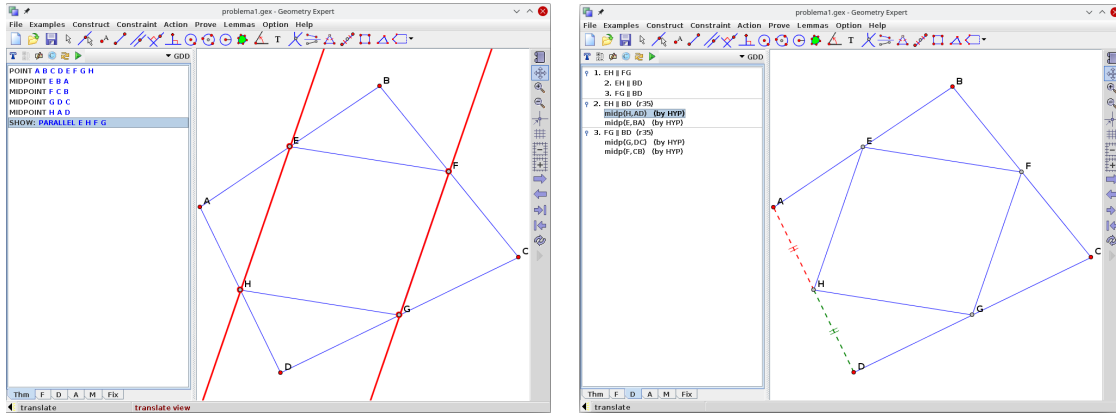 problema1.gex — Geometry Expert
File Examples Construct Constraint Action Prove Lemmas Option Help
A
T
GDD
POINT A B C D E F G H
MIDPOINT E B A
MIDPOINT F C B
MIDPOINT G D C
MIDPOINT H A D
SHOW: PARALLEL E H F G
B
E
F
A
C
H
G
D
Thm F D A M Fix
translate translate view
problema1.gex — Geometry Expert
File Examples Construct Constraint Action Prove Lemmas Option Help
A
T
GDD
1. EH ∥ FG
2. EH ∥ BD
3. FG ∥ BD
2. EH ∥ BD (r35)
midp(H,AD) (by HYP)
midp(E,BA) (by HYP)
3. FG ∥ BD (r35)
midp(G,DC) (by HYP)
midp(F,CB) (by HYP)
B
E
F
A
C
H
G
D
Thm F D A M Fix
translate